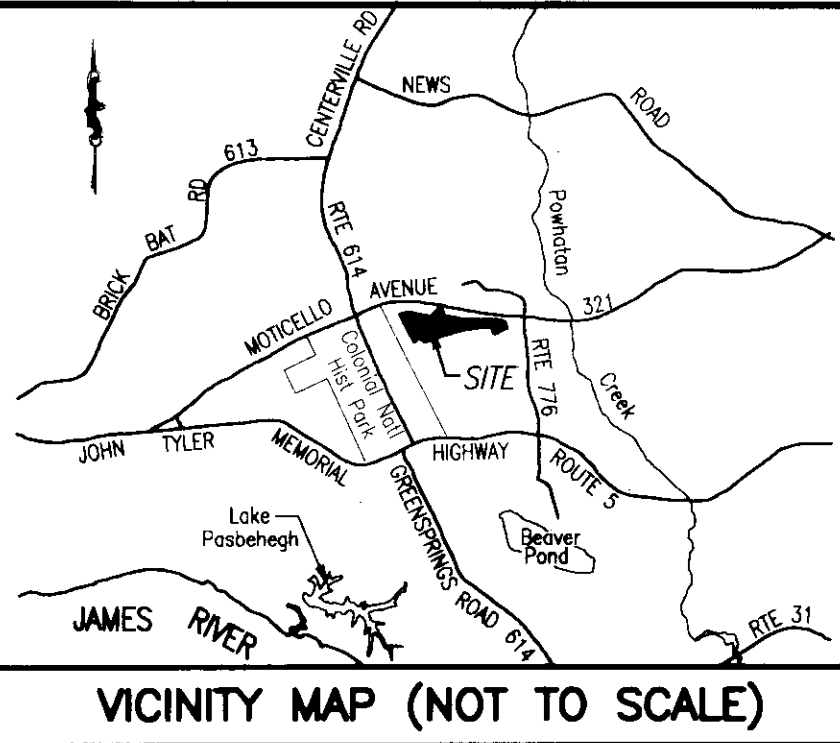 CENTERVILLE RD
NEWS
ROAD
613
BRICK BAT RD
RTE 614
Powhatan
Creek
MOTICELLO AVENUE
321
Colonial Natl
Hist Park
SITE
RTE 776
JOHN TYLER MEMORIAL HIGHWAY
ROUTE 5
GREENSPRINGS ROAD 614
Lake
Pasbehegh
Beaver
Pond
JAMES RIVER
RTE 31
VICINITY MAP (NOT TO SCALE)